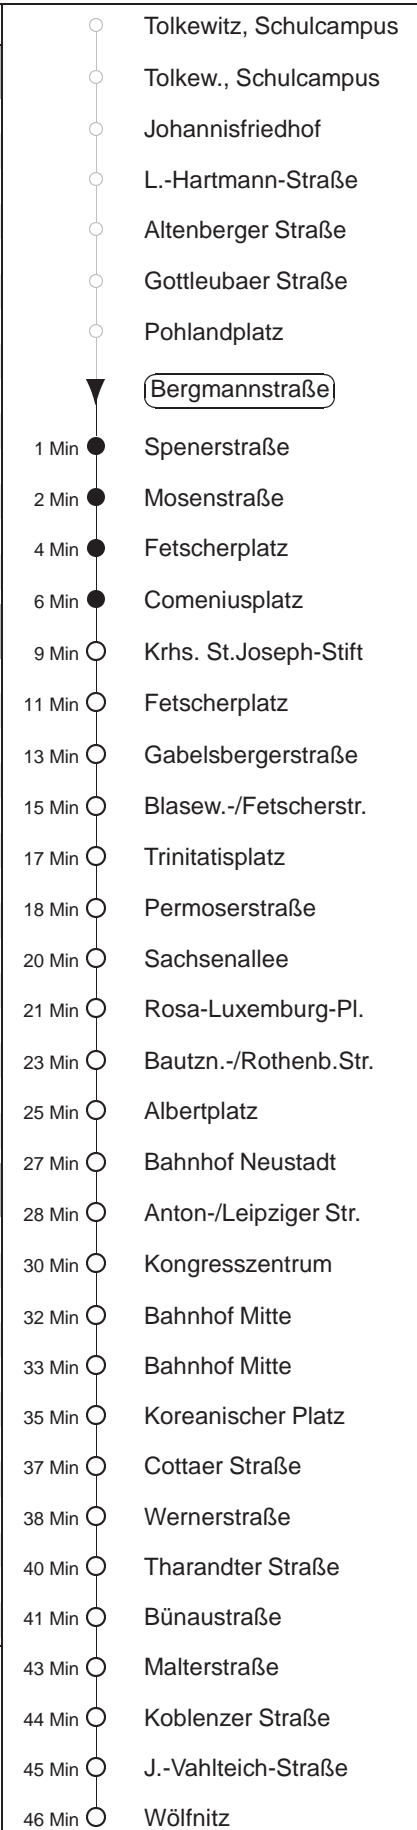 Tolkewitz, Schulcampus
Tolkew., Schulcampus
Johannisfriedhof
L.-Hartmann-Straße
Altenberger Straße
Gottleubaer Straße
Pohlandplatz
Bergmannstraße
1 Min Spenerstraße
2 Min Mosenstraße
4 Min Fetscherplatz
6 Min Comeniusplatz
9 Min Krhs. St.Joseph-Stift
11 Min Fetscherplatz
13 Min Gabelsbergerstraße
15 Min Blasew.-/Fetscherstr.
17 Min Trinitatisplatz
18 Min Permoserstraße
20 Min Sachsenallee
21 Min Rosa-Luxemburg-Pl.
23 Min Bautzn.-/Rothenb.Str.
25 Min Albertplatz
27 Min Bahnhof Neustadt
28 Min Anton-/Leipziger Str.
30 Min Kongresszentrum
32 Min Bahnhof Mitte
33 Min Bahnhof Mitte
35 Min Koreanischer Platz
37 Min Cottaer Straße
38 Min Wernerstraße
40 Min Tharandter Straße
41 Min Bünaustraße
43 Min Malterstraße
44 Min Koblenzer Straße
45 Min J.-Vahlteich-Straße
46 Min Wölfnitz